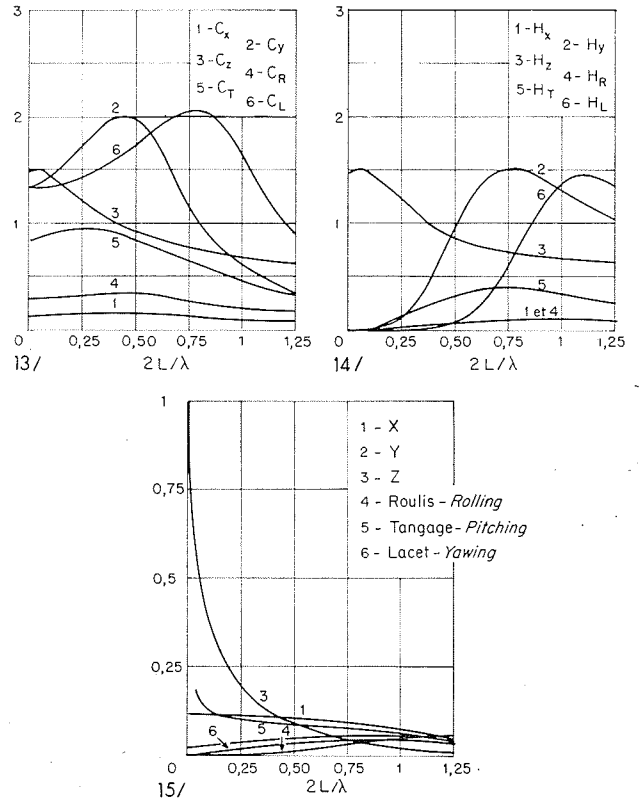 3
2
1
0
1 - Cx
2 - Cy
3 - Cz
4 - CR
5 - CT
6 - CL
2
6
3
5
4
1
0 0,25 0,50 0,75 1 1,25
13/ 2L/λ
3
2
1
0
1 - Hx
2 - Hy
3 - Hz
4 - HR
5 - HT
6 - HL
2
6
3
5
1 et 4
0,25 0,50 0,75 1 1,25
14/ 2L/λ
1
0,75
0,5
0,25
0
1 - X
2 - Y
3 - Z
4 - Roulis - Rolling
5 - Tangage - Pitching
6 - Lacet - Yawing
3
1
6
5
4
0 0,25 0,50 0,75 1 1,25
15/ 2L/λ